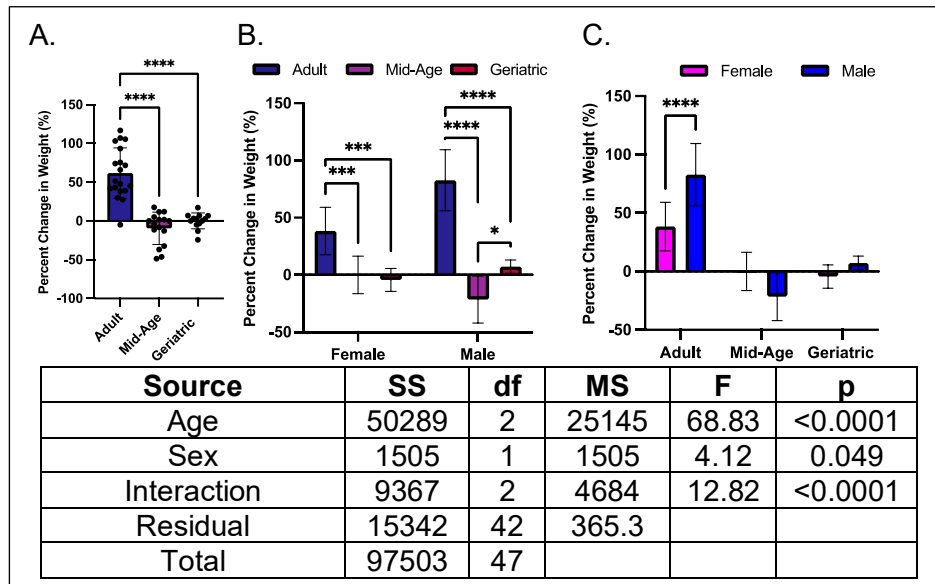 A.
B.
C.
Adult Mid-Age Geriatric
Female Male
Percent Change in Weight (%)
150
100
50
0
-50
-100
****
****
Adult
Mid-Age
Geriatric
Percent Change in Weight (%)
150
100
50
0
-50
***
***
****
****
*
Female Male
Percent Change in Weight (%)
150
100
50
0
-50
****
Adult Mid-Age Geriatric
Source SS df MS F p
Age 50289 2 25145 68.83 <0.0001
Sex 1505 1 1505 4.12 0.049
Interaction 9367 2 4684 12.82 <0.0001
Residual 15342 42 365.3
Total 97503 47